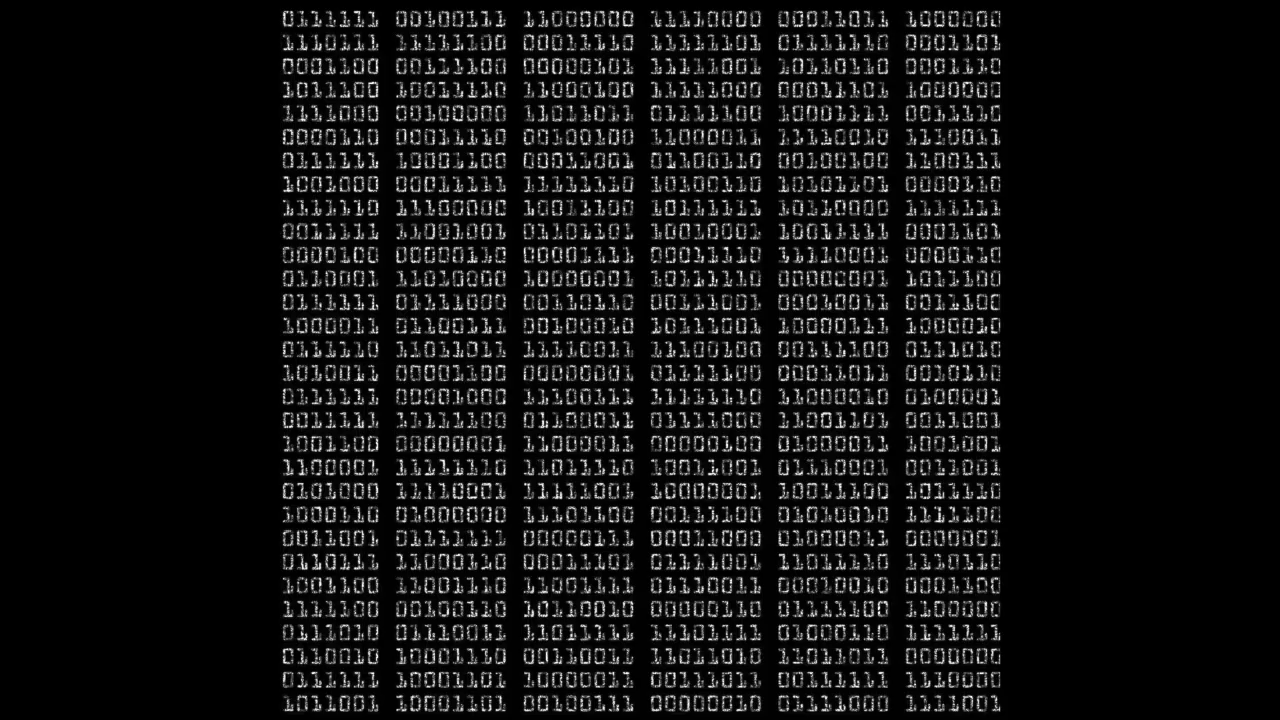 0111111 00100111 11000000 11110000 00011011 1000000
1110111 11111100 00011110 11111101 01111110 0001101
0001100 00111100 00000101 11111001 10110110 0001110
1011100 10011110 11000100 11111000 00011101 1000000
1111000 00100000 11011011 01111100 10001111 0011110
0000110 00011110 00100100 11000011 11110010 1110011
0111111 10001100 00011001 01100110 00100100 1100111
1001000 00011111 11111110 10100110 10101101 0000110
1111110 11100000 10011100 10111111 10110000 1111111
0011111 11001001 01101101 10010001 10011111 0001101
0000100 00000110 00001111 00011110 11110001 0000110
0110001 11010000 10000001 10111110 00000001 1011100
0111111 01111000 00110110 00111001 00010011 0011100
1000011 01100111 00100010 10111001 10000111 1000010
0111110 11011011 11110011 11100100 00111100 0111010
1010011 00001100 00000001 01111100 00011011 0010110
0111111 00001000 11100111 11111110 11000010 0100001
0011111 11111100 01100011 01111000 11001101 0011001
1001100 00000001 11000011 00000100 01000011 1001001
1100001 11111110 11011110 10011001 01110001 0011001
0101000 11110001 11111001 10000001 10011100 1011110
1000110 01000000 11101100 00111100 01010010 1111100
0011001 01111111 00000111 00011000 01000011 0000001
0110111 11000110 00011101 01111001 11011110 1110110
1001100 11001110 11001111 01110011 00010010 0001100
1111100 00100110 10110010 00000110 01111100 1100000
0111010 01110011 11011111 11101111 01000110 1111111
0110010 10001110 00110011 11011010 11011011 0000000
0111111 10001101 10000011 00111011 00111111 1110000
1011001 10001101 00100111 00000010 01111000 1111001